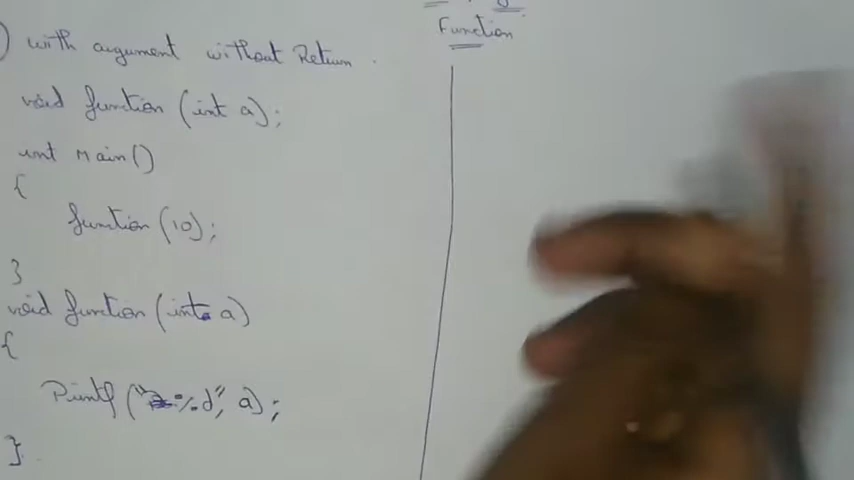 Function
) with argument without Return.
void function (int a);
int Main()
{
function (10);
}
void function (int a)
{
Printf ("%d", a);
}